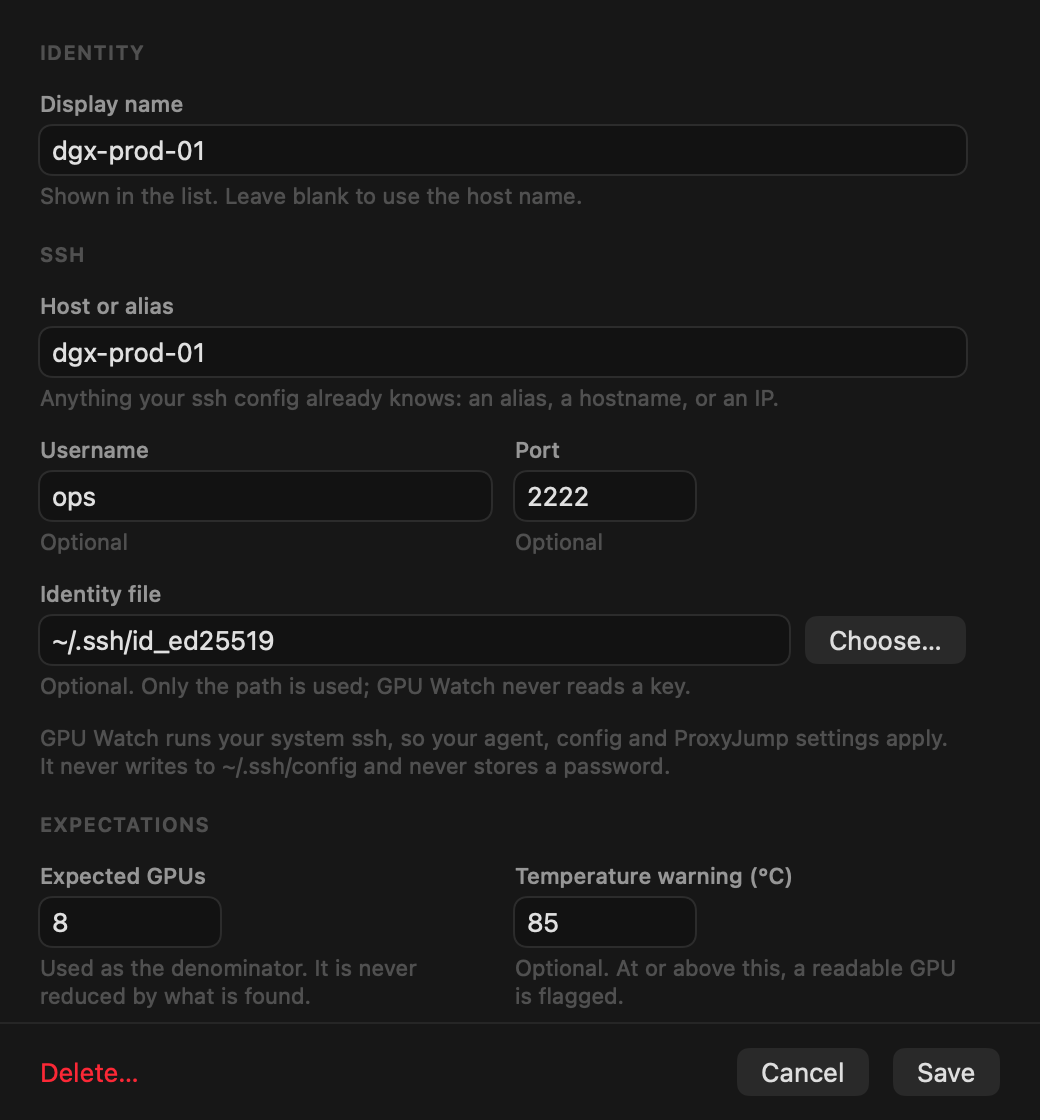 IDENTITY
Display name
dgx-prod-01
Shown in the list. Leave blank to use the host name.
SSH
Host or alias
dgx-prod-01
Anything your ssh config already knows: an alias, a hostname, or an IP.
Username
Port
ops
2222
Optional
Optional
Identity file
~/.ssh/id_ed25519
Choose...
Optional. Only the path is used; GPU Watch never reads a key.
GPU Watch runs your system ssh, so your agent, config and ProxyJump settings apply.
It never writes to ~/.ssh/config and never stores a password.
EXPECTATIONS
Expected GPUs
Temperature warning (°C)
8
85
Used as the denominator. It is never
reduced by what is found.
Optional. At or above this, a readable GPU
is flagged.
Delete...
Cancel
Save